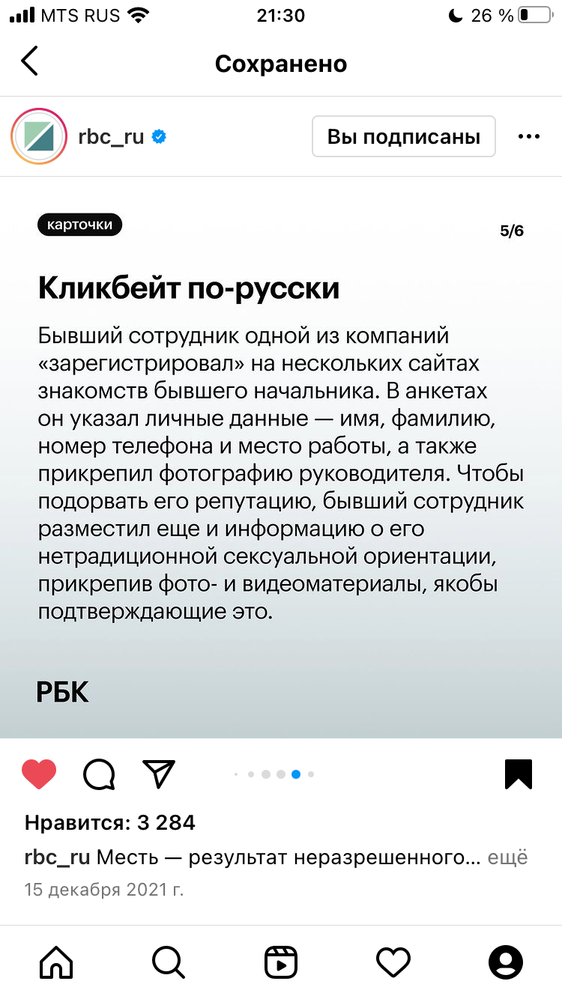 MTS RUS 21:30 26 %
Сохранено
rbc_ru Вы подписаны
карточки
5/6
Кликбейт по-русски
Бывший сотрудник одной из компаний
«зарегистрировал» на нескольких сайтах
знакомств бывшего начальника. В анкетах
он указал личные данные — имя, фамилию,
номер телефона и место работы, а также
прикрепил фотографию руководителя. Чтобы
подорвать его репутацию, бывший сотрудник
разместил еще и информацию о его
нетрадиционной сексуальной ориентации,
прикрепив фото- и видеоматериалы, якобы
подтверждающие это.
РБК
Нравится: 3 284
rbc_ru Месть — результат неразрешенного... ещё
15 декабря 2021 г.